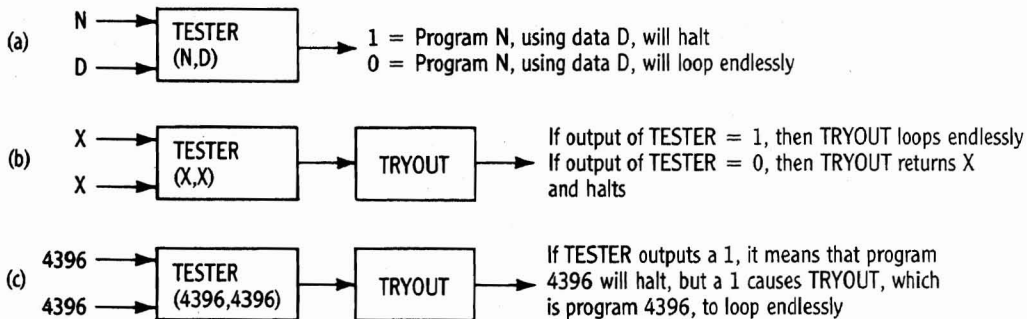 (a)
N
D
TESTER
(N,D)
1 = Program N, using data D, will halt
0 = Program N, using data D, will loop endlessly
(b)
X
X
TESTER
(X,X)
TRYOUT
If output of TESTER = 1, then TRYOUT loops endlessly
If output of TESTER = 0, then TRYOUT returns X
and halts
(c)
4396
4396
TESTER
(4396,4396)
TRYOUT
If TESTER outputs a 1, it means that program
4396 will halt, but a 1 causes TRYOUT, which
is program 4396, to loop endlessly